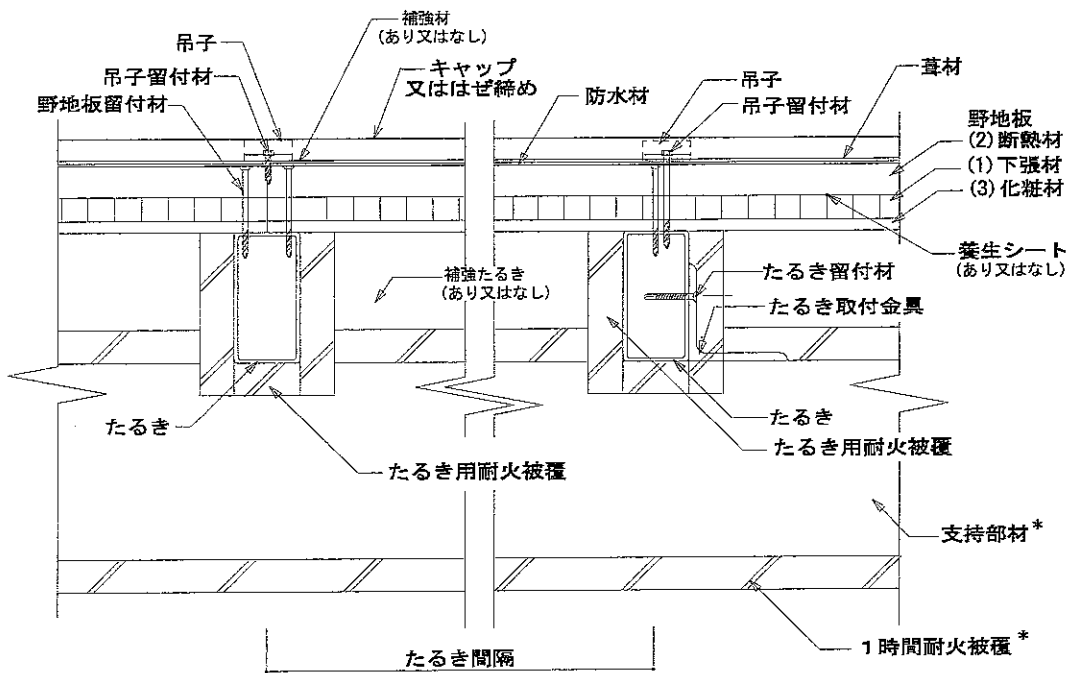 補強材
(あり又はなし)
吊子
吊子留付材
野地板留付材
キャップ
又ははぜ締め
防水材
吊子
吊子留付材
葺材
野地板
(2)断熱材
(1)下張材
(3)化粧材
養生シート
(あり又はなし)
補強たるき
(あり又はなし)
たるき留付材
たるき取付金具
たるき
たるき用耐火被覆
たるき
たるき用耐火被覆
支持部材*
1時間耐火被覆*
たるき間隔